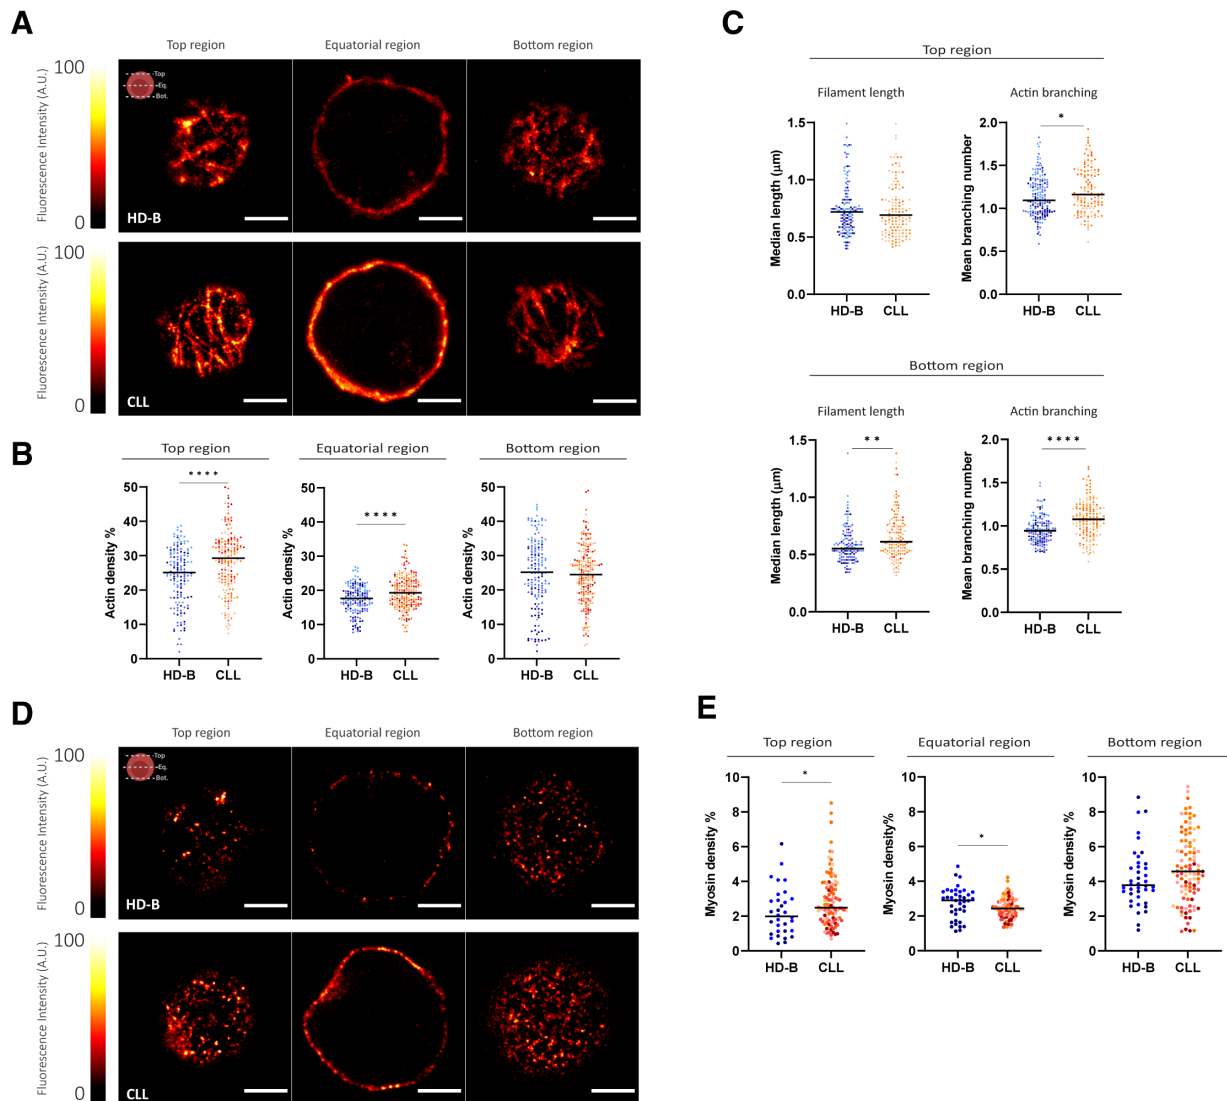 A
Top region
Equatorial region
Bottom region
100
Fluorescence Intensity (A.U.)
0
Top
Eq.
Bot.
HD-B
100
Fluorescence Intensity (A.U.)
0
CLL
B
Top region
Equatorial region
Bottom region
****
****
Actin density %
50
40
30
20
10
0
HD-B
CLL
Actin density %
50
40
30
20
10
0
HD-B
CLL
Actin density %
50
40
30
20
10
0
HD-B
CLL
C
Top region
Filament length
Actin branching
Median length (μm)
1.5
1.0
0.5
0.0
HD-B
CLL
*
Mean branching number
2.0
1.5
1.0
0.5
0.0
HD-B
CLL
Bottom region
Filament length
Actin branching
**
Median length (μm)
1.5
1.0
0.5
0.0
HD-B
CLL
****
Mean branching number
2.0
1.5
1.0
0.5
0.0
HD-B
CLL
D
Top region
Equatorial region
Bottom region
100
Fluorescence Intensity (A.U.)
0
Top
Eq.
Bot.
HD-B
100
Fluorescence Intensity (A.U.)
0
CLL
E
Top region
Equatorial region
Bottom region
*
Myosin density %
10
8
6
4
2
0
HD-B
CLL
*
Myosin density%
10
8
6
4
2
0
HD-B
CLL
Myosin density %
10
8
6
4
2
0
HD-B
CLL